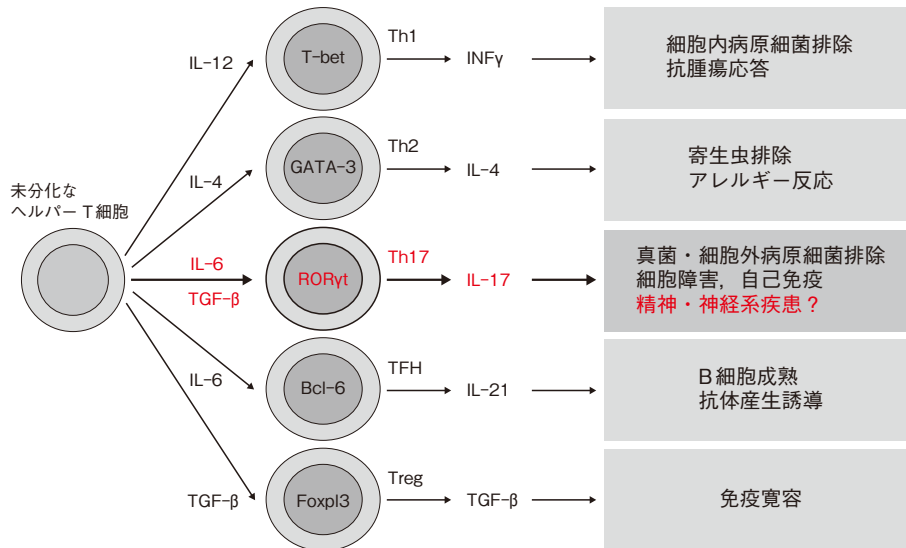 未分化な
ヘルパー T 細胞
IL-12
T-bet
Th1
INFγ
細胞内病原細菌排除
抗腫瘍応答
IL-4
GATA-3
Th2
IL-4
寄生虫排除
アレルギー反応
IL-6
TGF-β
RORγt
Th17
IL-17
真菌・細胞外病原細菌排除
細胞障害，自己免疫
精神・神経系疾患？
IL-6
Bcl-6
TFH
IL-21
B 細胞成熟
抗体産生誘導
TGF-β
Foxpl3
Treg
TGF-β
免疫寛容